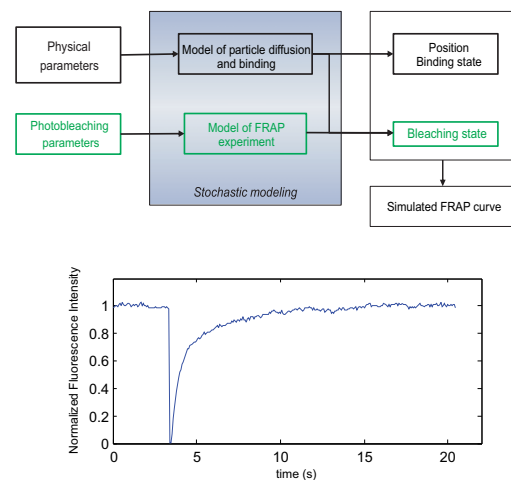 Physical
parameters
Model of particle diffusion
and binding
Position
Binding state
Photobleaching
parameters
Model of FRAP
experiment
Bleaching state
Stochastic modeling
Simulated FRAP curve
Normalized Fluorescence Intensity
1
0.8
0.6
0.4
0.2
0
0 5 10 15 20
time (s)